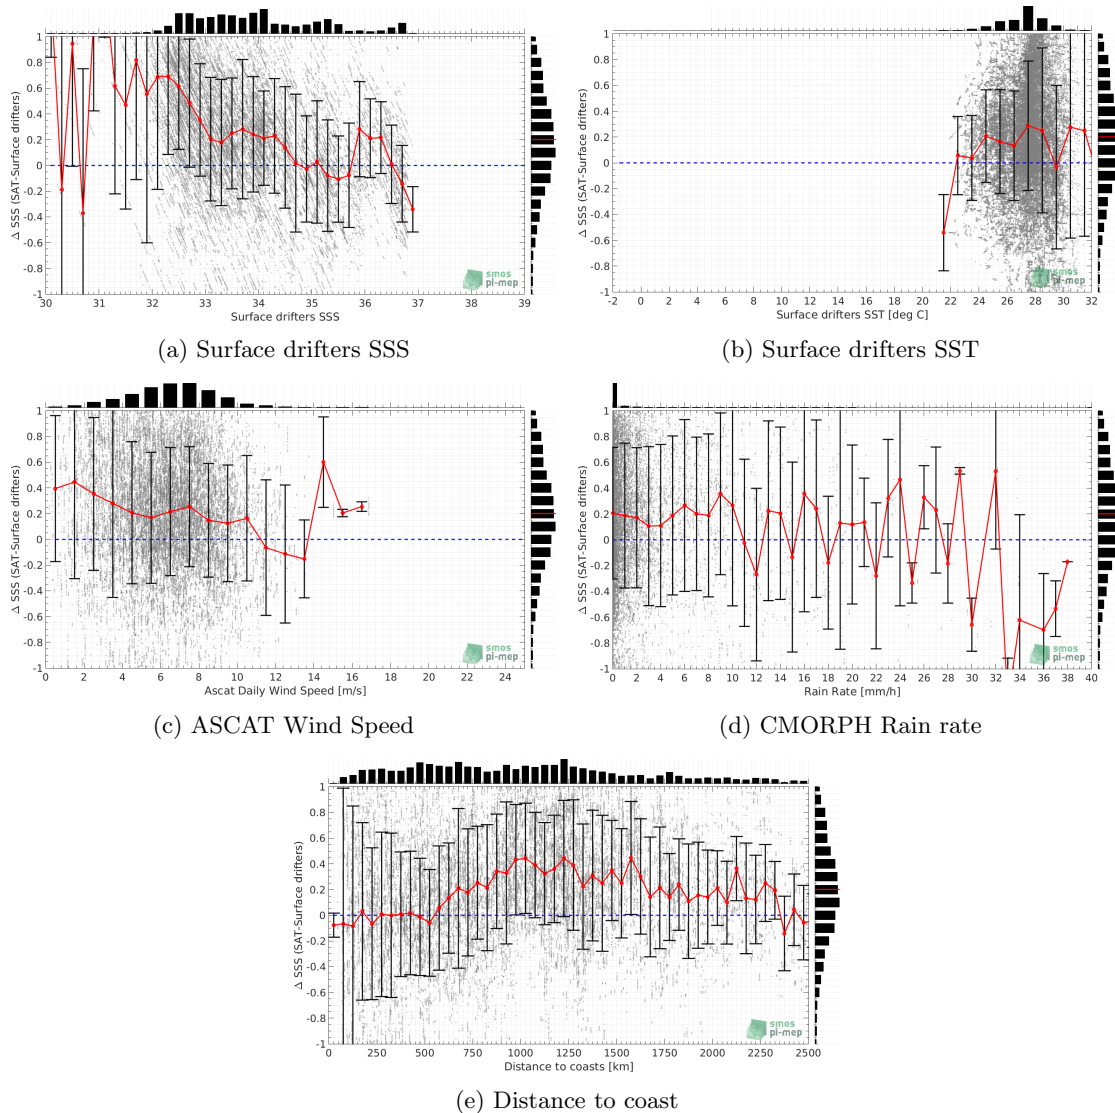 Δ SSS (SAT-Surface drifters)
1
0.8
0.6
0.4
0.2
0
-0.2
-0.4
-0.6
-0.8
-1
30 31 32 33 34 35 36 37 38 39
Surface drifters SSS
smos
pi-mep
(a) Surface drifters SSS
Δ SSS (SAT-Surface drifters)
1
0.8
0.6
0.4
0.2
0
-0.2
-0.4
-0.6
-0.8
-1
-2 0 2 4 6 8 10 12 14 16 18 20 22 24 26 28 30 32
Surface drifters SST [deg C]
smos
pi-mep
(b) Surface drifters SST
Δ SSS (SAT-Surface drifters)
1
0.8
0.6
0.4
0.2
0
-0.2
-0.4
-0.6
-0.8
-1
0 2 4 6 8 10 12 14 16 18 20 22
Ascat Daily Wind Speed [m/s]
smos
pi-mep
(c) ASCAT Wind Speed
Δ SSS (SAT-Surface drifters)
1
0.8
0.6
0.4
0.2
0
-0.2
-0.4
-0.6
-0.8
-1
0 2 4 6 8 10 12 14 16 18 20 22 24 26 28 30 32 34 36 38 40
Rain Rate [mm/h]
smos
pi-mep
(d) CMORPH Rain rate
Δ SSS (SAT-Surface drifters)
1
0.8
0.6
0.4
0.2
0
-0.2
-0.4
-0.6
-0.8
-1
0 250 500 750 1000 1250 1500 1750 2000 2250 2500
Distance to coasts [km]
smos
pi-mep
(e) Distance to coast